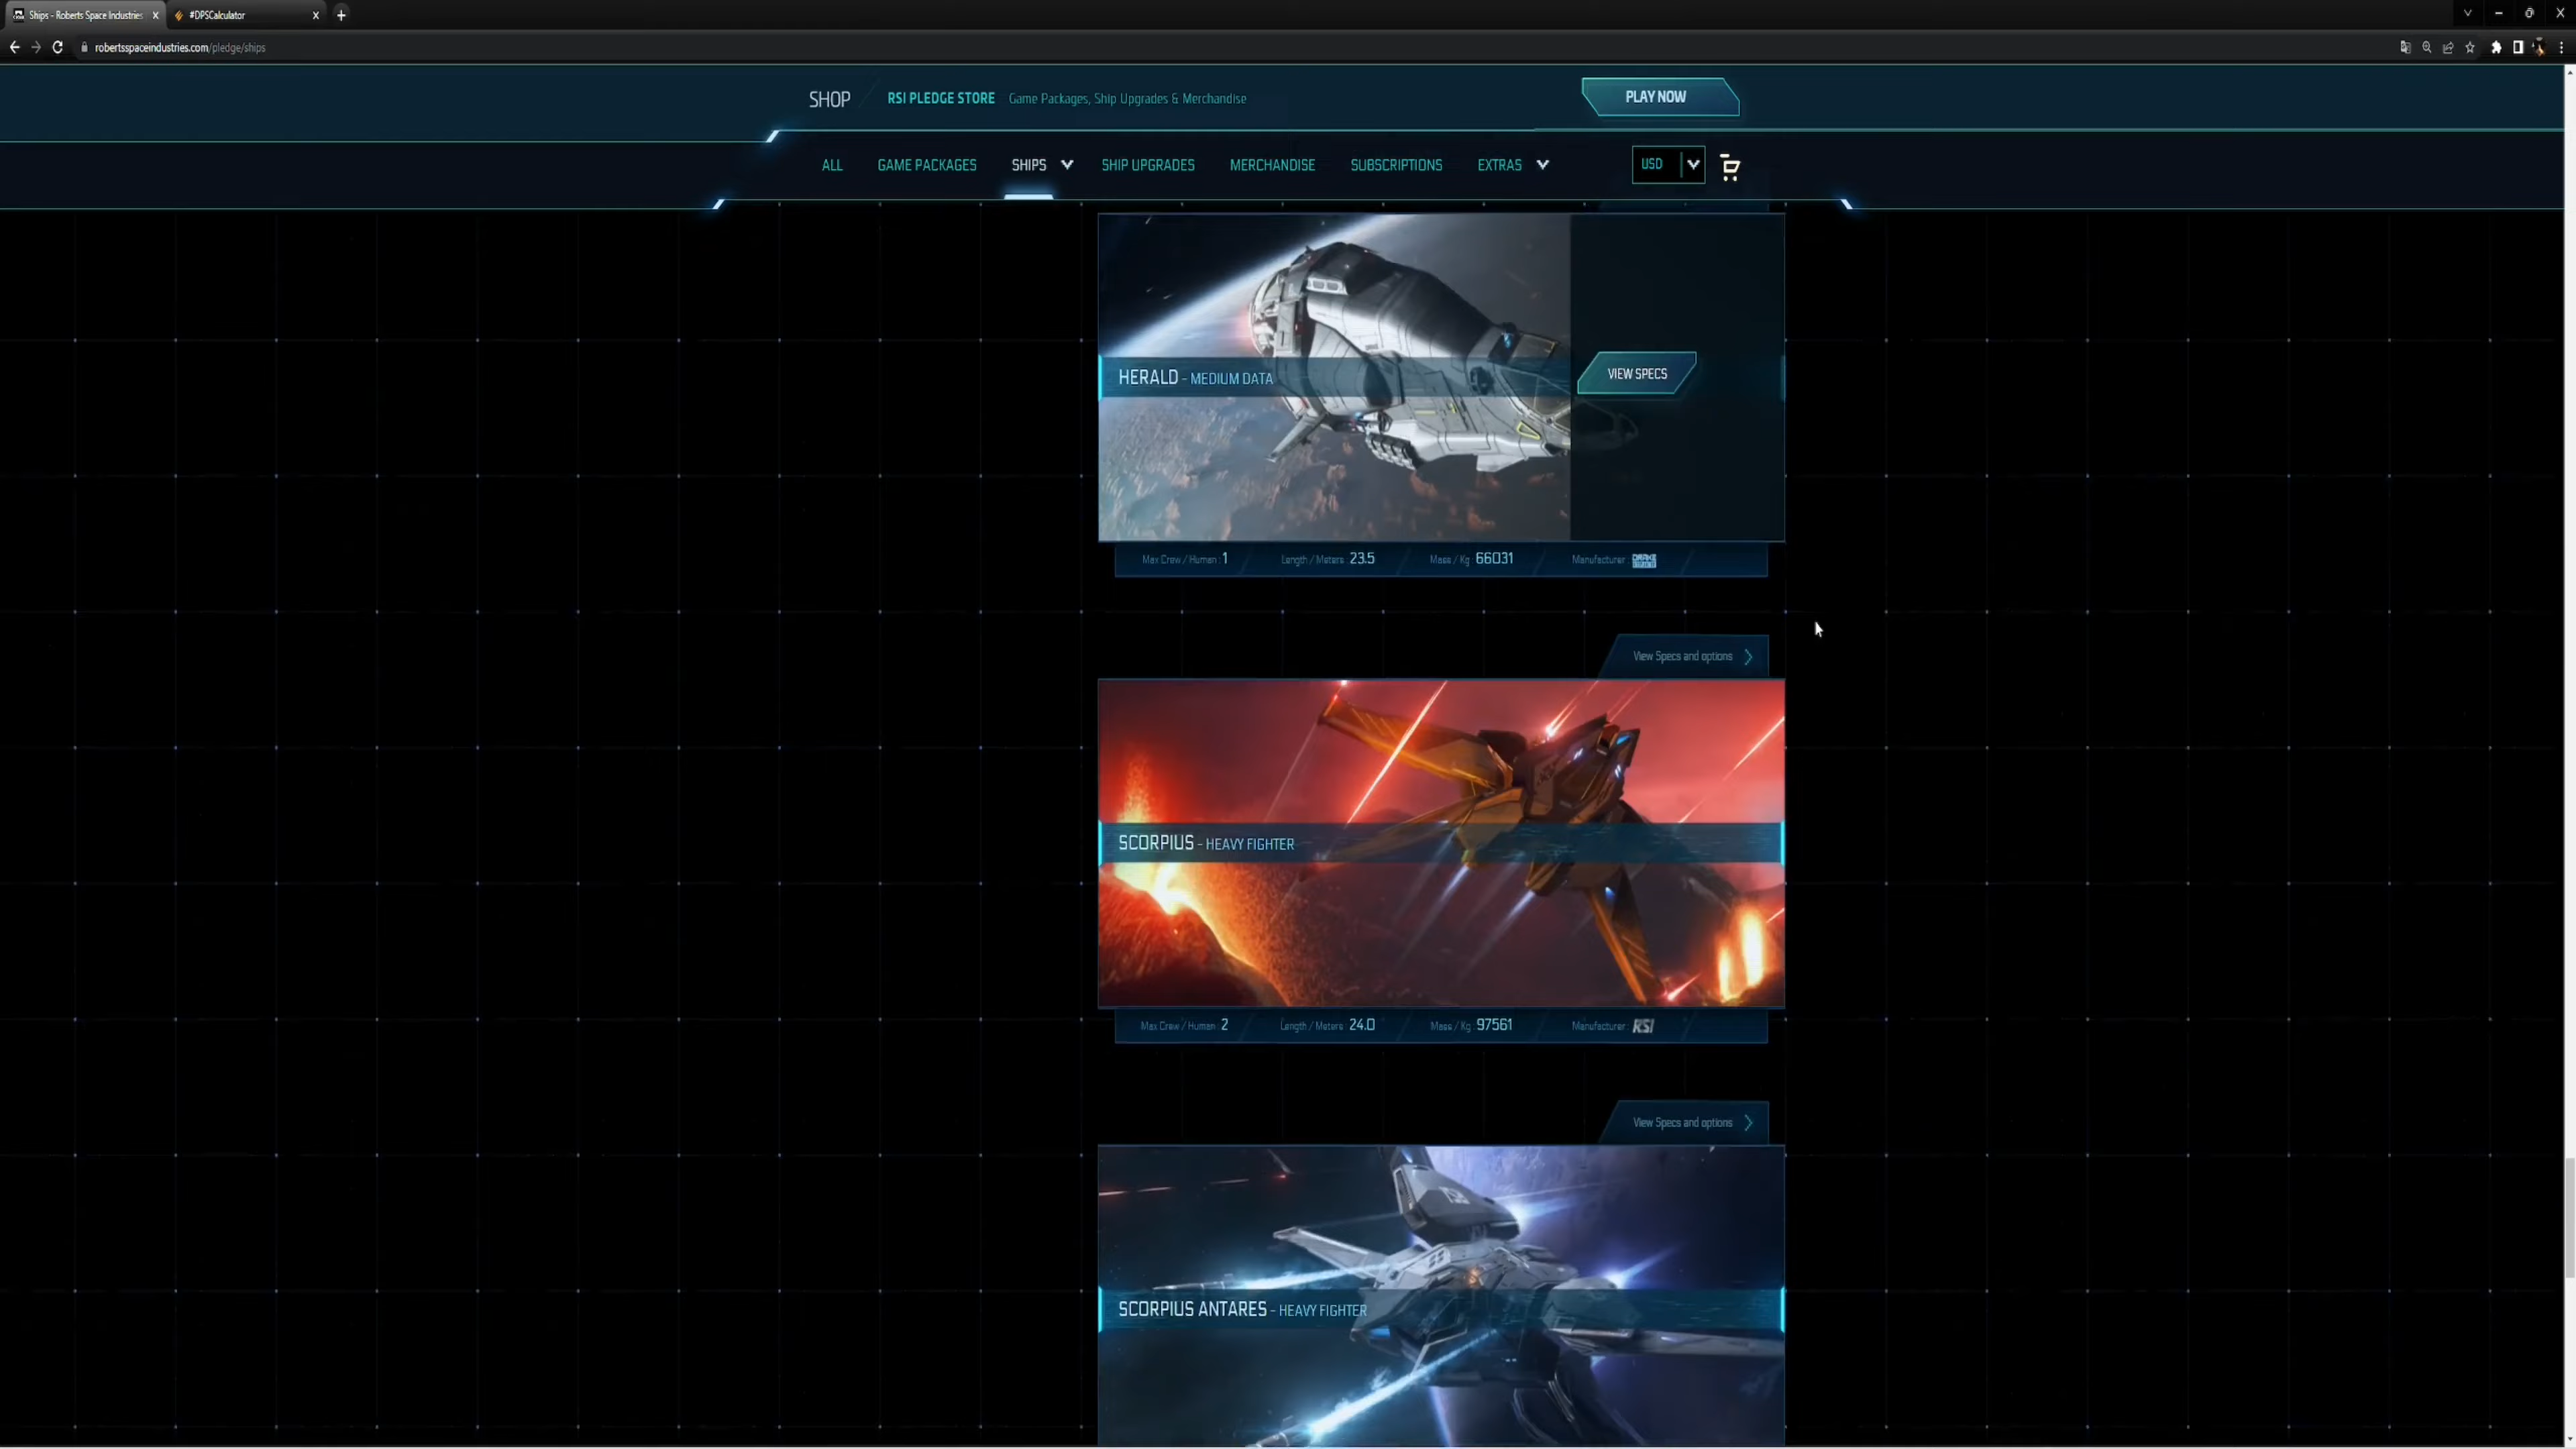 Ships - Roberts Space Industries
#DPSCalculator
robertsspaceindustries.com/pledge/ships
SHOP
RSI PLEDGE STORE Game Packages, Ship Upgrades & Merchandise
PLAY NOW
ALL GAME PACKAGES SHIPS SHIP UPGRADES MERCHANDISE SUBSCRIPTIONS EXTRAS USD
HERALD - MEDIUM DATA
VIEW SPECS
Max Crew / Human : 1 Length / Meters : 23.5 Mass / Kg : 66031 Manufacturer : DRAKE
View Specs and options
SCORPIUS - HEAVY FIGHTER
Max Crew / Human : 2 Length / Meters : 24.0 Mass / Kg : 97561 Manufacturer : RSI
View Specs and options
SCORPIUS ANTARES - HEAVY FIGHTER